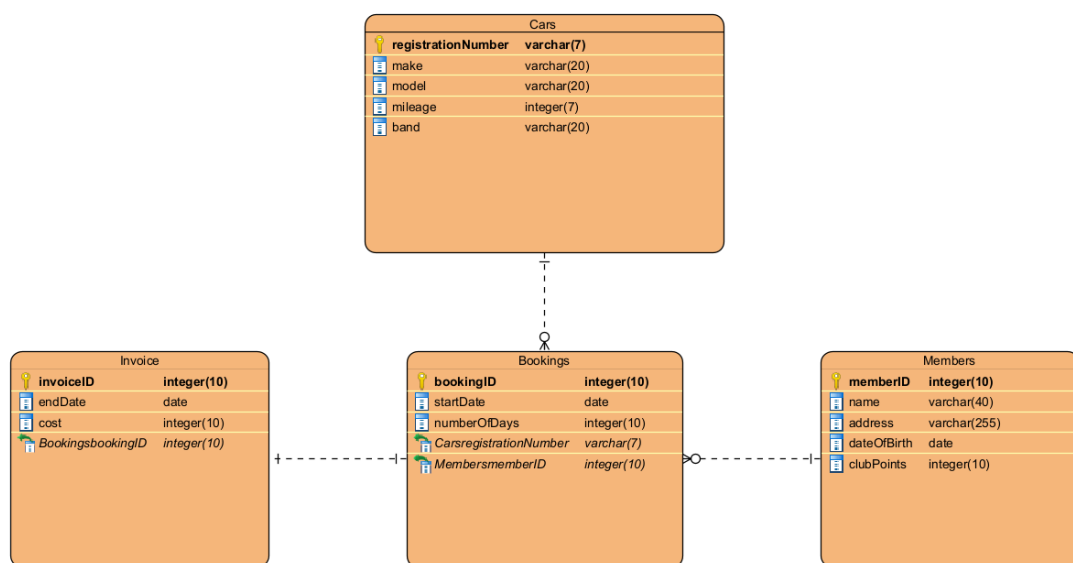 Cars
registrationNumber varchar(7)
make varchar(20)
model varchar(20)
mileage integer(7)
band varchar(20)
Invoice
invoiceID integer(10)
endDate date
cost integer(10)
BookingsbookingID integer(10)
Bookings
bookingID integer(10)
startDate date
numberOfDays integer(10)
CarsregistrationNumber varchar(7)
MembersmemberID integer(10)
Members
memberID integer(10)
name varchar(40)
address varchar(255)
dateOfBirth date
clubPoints integer(10)